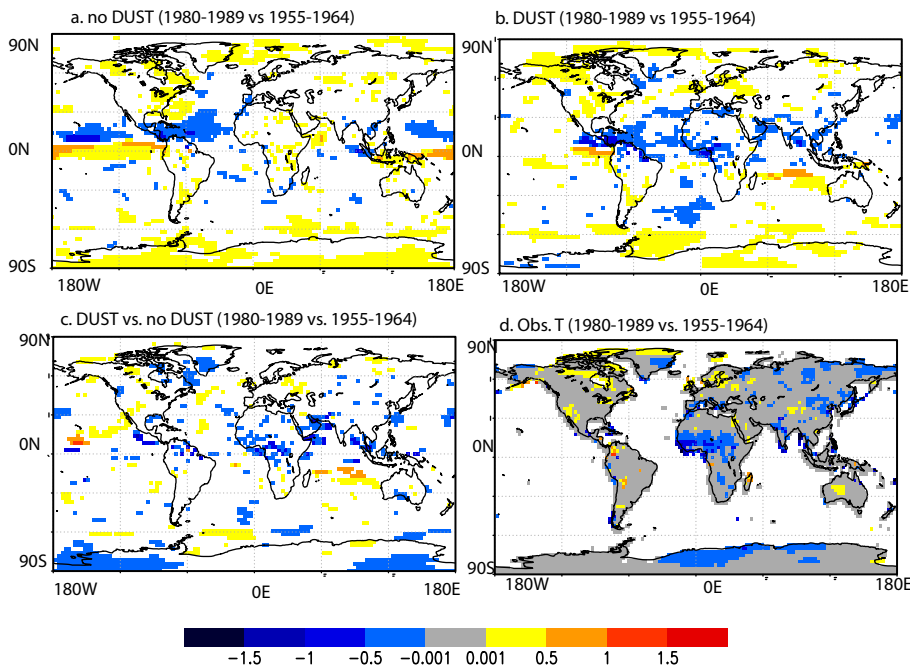 a. no DUST (1980-1989 vs 1955-1964)
90N
0N
90S
180W
0E
180E
b. DUST (1980-1989 vs 1955-1964)
90N
0N
90S
180W
0E
180E
c. DUST vs. no DUST (1980-1989 vs. 1955-1964)
90N
0N
90S
180W
0E
180E
d. Obs. T (1980-1989 vs. 1955-1964)
90N
0N
90S
180W
0E
180E
−1.5 −1 −0.5 −0.001 0.001 0.5 1 1.5